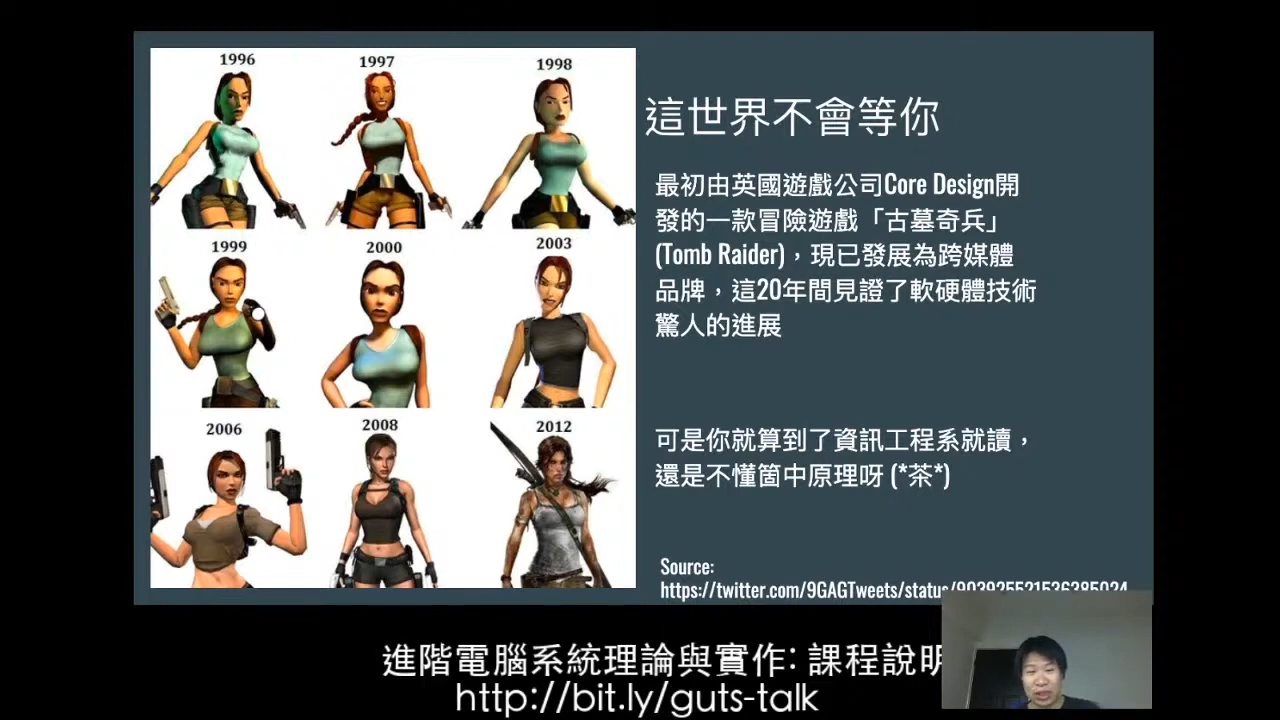 1996
1997
1998
1999
2000
2003
2006
2008
2012
這世界不會等你
最初由英國遊戲公司Core Design開
發的一款冒險遊戲「古墓奇兵」
(Tomb Raider)，現已發展為跨媒體
品牌，這20年間見證了軟硬體技術
驚人的進展
可是你就算到了資訊工程系就讀，
還是不懂箇中原理呀 (*茶*)
Source:
https://twitter.com/9GAGTweets/status/903925521536385024
進階電腦系統理論與實作: 課程說明
http://bit.ly/guts-talk